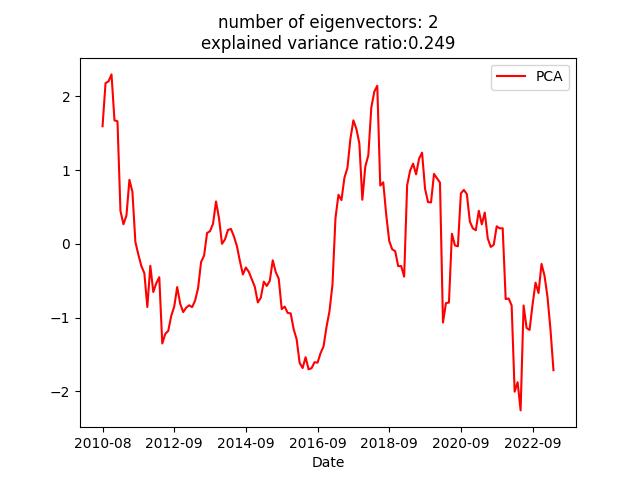 number of eigenvectors: 2
explained variance ratio:0.249
PCA
2
1
0
−1
−2
2010-08 2012-09 2014-09 2016-09 2018-09 2020-09 2022-09
Date